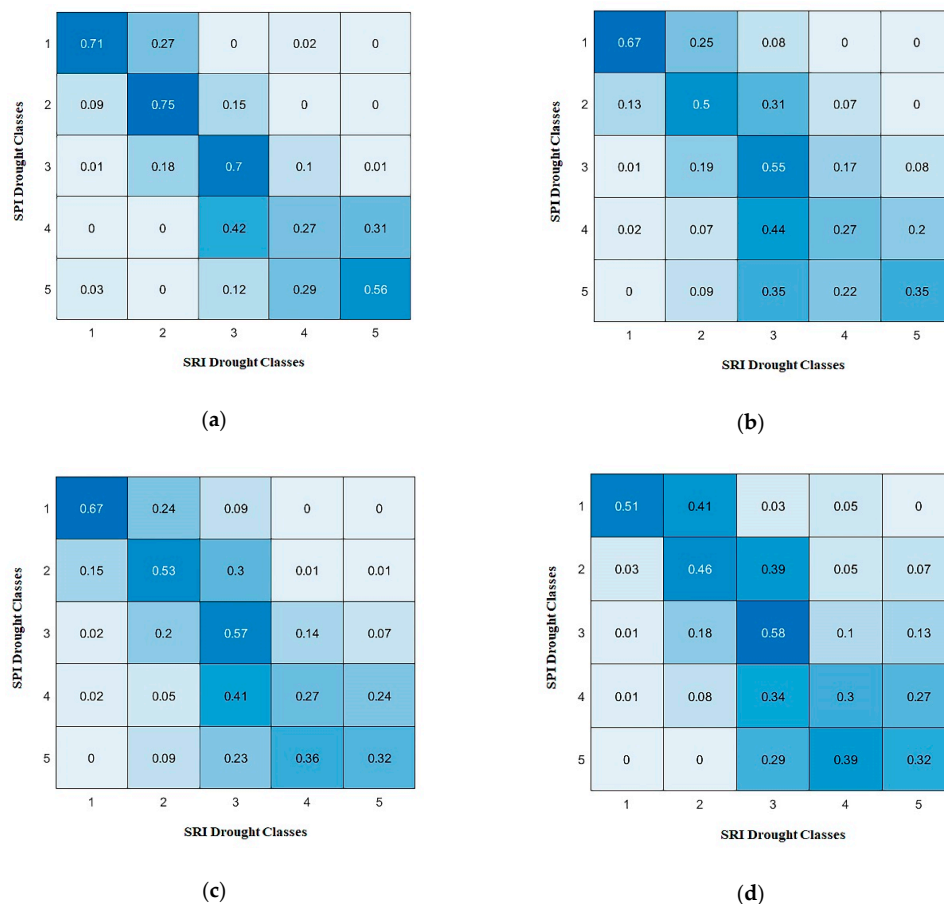 1 0.71 0.27 0 0.02 0
2 0.09 0.75 0.15 0 0
3 0.01 0.18 0.7 0.1 0.01
4 0 0 0.42 0.27 0.31
5 0.03 0 0.12 0.29 0.56
1 2 3 4 5
SPI Drought Classes
SRI Drought Classes
(a)
1 0.67 0.25 0.08 0 0
2 0.13 0.5 0.31 0.07 0
3 0.01 0.19 0.55 0.17 0.08
4 0.02 0.07 0.44 0.27 0.2
5 0 0.09 0.35 0.22 0.35
1 2 3 4 5
SPI Drought Classes
SRI Drought Classes
(b)
1 0.67 0.24 0.09 0 0
2 0.15 0.53 0.3 0.01 0.01
3 0.02 0.2 0.57 0.14 0.07
4 0.02 0.05 0.41 0.27 0.24
5 0 0.09 0.23 0.36 0.32
1 2 3 4 5
SPI Drought Classes
SRI Drought Classes
(c)
1 0.51 0.41 0.03 0.05 0
2 0.03 0.46 0.39 0.05 0.07
3 0.01 0.18 0.58 0.1 0.13
4 0.01 0.08 0.34 0.3 0.27
5 0 0 0.29 0.39 0.32
1 2 3 4 5
SPI Drought Classes
SRI Drought Classes
(d)